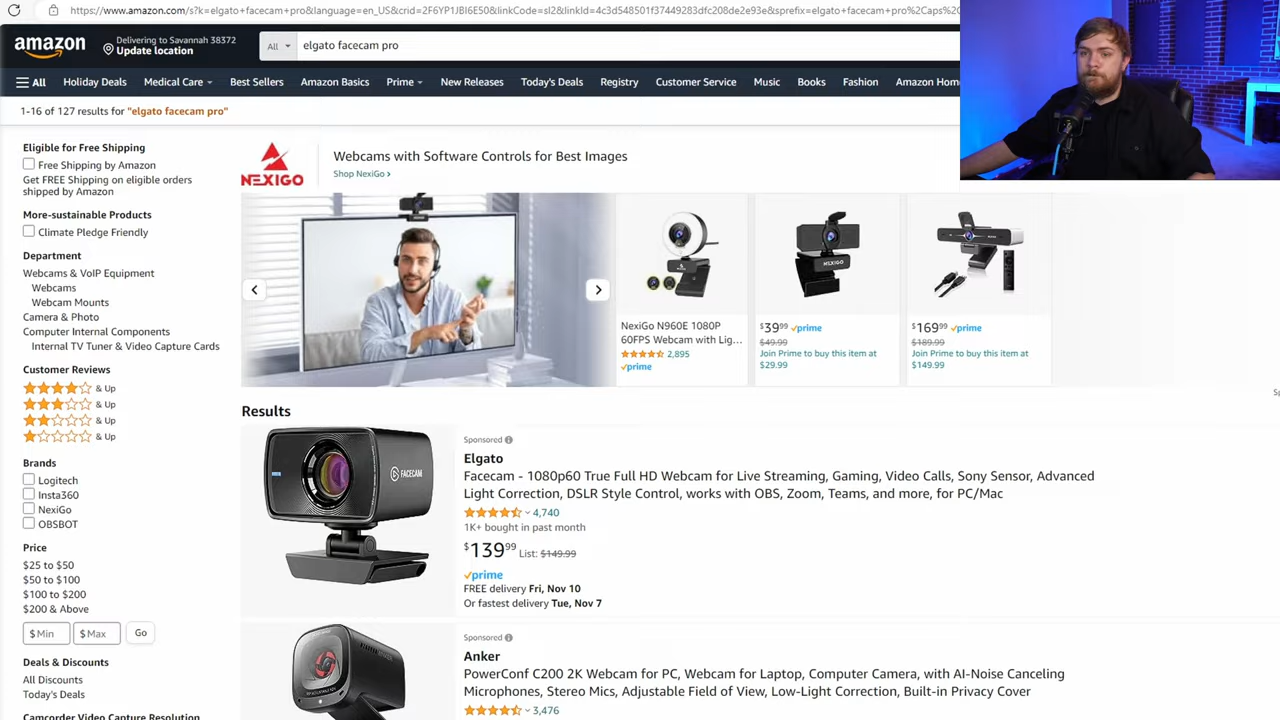 https://www.amazon.com/s?k=elgato+facecam+pro&language=en_US&crid=2F6YP1JBI6E50&linkCode=sl2&linkId=4c3d548501f37449283dfc208de2e93e&sprefix=elgato+facecam+pro%2Caps%2C
amazon
Delivering to Savannah 38372
Update location
All
elgato facecam pro
All
Holiday Deals
Medical Care
Best Sellers
Amazon Basics
Prime
New Releases
Today's Deals
Registry
Customer Service
Music
Books
Fashion
Amazon Hom
1-16 of 127 results for "elgato facecam pro"
Eligible for Free Shipping
Free Shipping by Amazon
Get FREE Shipping on eligible orders
shipped by Amazon
More-sustainable Products
Climate Pledge Friendly
Department
Webcams & VoIP Equipment
Webcams
Webcam Mounts
Camera & Photo
Computer Internal Components
Internal TV Tuner & Video Capture Cards
Customer Reviews
& Up
& Up
& Up
& Up
Brands
Logitech
Insta360
NexiGo
OBSBOT
Price
$25 to $50
$50 to $100
$100 to $200
$200 & Above
$ Min
$ Max
Go
Deals & Discounts
All Discounts
Today's Deals
Camcorder Video Capture Resolution
NEXIGO
Webcams with Software Controls for Best Images
Shop NexiGo ›
NexiGo N960E 1080P
60FPS Webcam with Lig...
2,895
prime
NEXIGO
$39.99 prime
$49.99
Join Prime to buy this item at
$29.99
$169.99 prime
$189.99
Join Prime to buy this item at
$149.99
Sp
Results
FACECAM
Sponsored
Elgato
Facecam - 1080p60 True Full HD Webcam for Live Streaming, Gaming, Video Calls, Sony Sensor, Advanced
Light Correction, DSLR Style Control, works with OBS, Zoom, Teams, and more, for PC/Mac
4,740
1K+ bought in past month
$139.99 List: $149.99
prime
FREE delivery Fri, Nov 10
Or fastest delivery Tue, Nov 7
Sponsored
Anker
PowerConf C200 2K Webcam for PC, Webcam for Laptop, Computer Camera, with AI-Noise Canceling
Microphones, Stereo Mics, Adjustable Field of View, Low-Light Correction, Built-in Privacy Cover
3,476